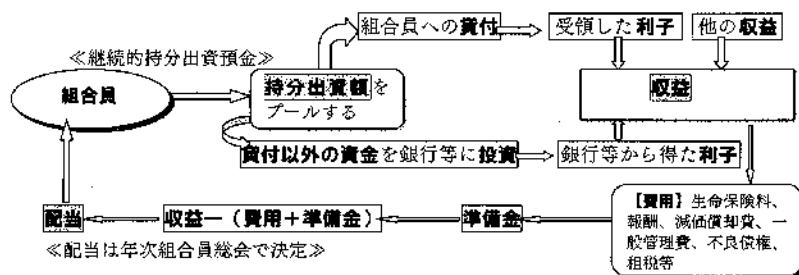 組合員への貸付
受領した利子
他の収益
≪継続的持分出資預金≫
組合員
持分出資額を
プールする
収益
貸付以外の資金を銀行等に投資
銀行等から得た利子
【費用】生命保険料、
報酬、減価償却費、一
般管理費、不良債権、
租税等
準備金
収益ー（費用＋準備金）
配当
≪配当は年次組合員総会で決定≫